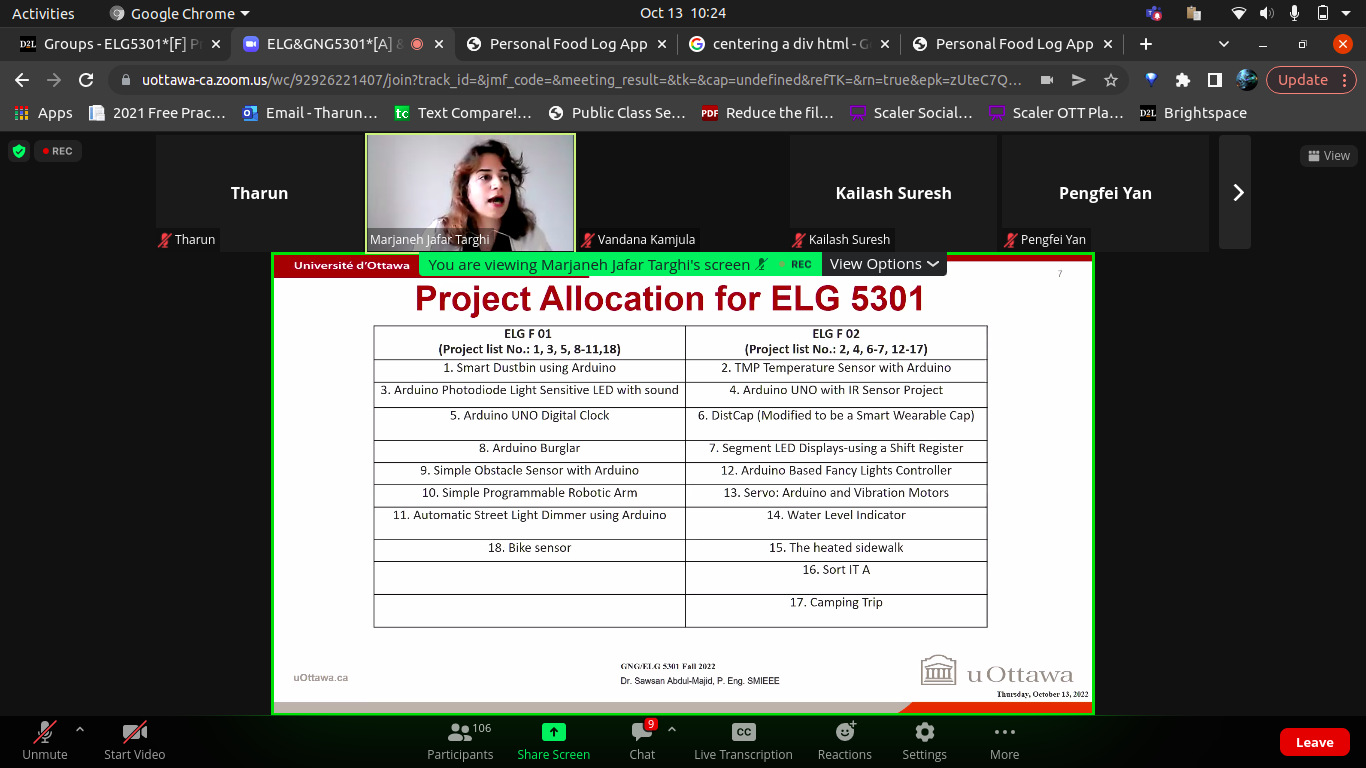 Activities
Google Chrome
Oct 13 10:24
D2L Groups - ELG5301*[F] P
ELG&GNG5301*[A] &
Personal Food Log App
centering a div html - G
Personal Food Log App
uottawa-ca.zoom.us/wc/92926221407/join?track_id=&jmf_code=&meeting_result=&tk=&cap=undefined&refTK=&rn=true&epk=zUteC7Q...
Update
Apps
2021 Free Prac...
Email - Tharun...
tc Text Compare!...
Public Class Se...
PDF Reduce the fil...
Scaler Social...
Scaler OTT Pla...
D2L Brightspace
REC
View
Tharun
Kailash Suresh
Pengfei Yan
Tharun
Marjaneh Jafar Targhi
Vandana Kamjula
Kailash Suresh
Pengfei Yan
Université d'Ottawa
You are viewing Marjaneh Jafar Targhi's screen
REC
View Options
7
Project Allocation for ELG 5301
ELG F 01
(Project list No.: 1, 3, 5, 8-11,18)
ELG F 02
(Project list No.: 2, 4, 6-7, 12-17)
1. Smart Dustbin using Arduino
2. TMP Temperature Sensor with Arduino
3. Arduino Photodiode Light Sensitive LED with sound
4. Arduino UNO with IR Sensor Project
5. Arduino UNO Digital Clock
6. DistCap (Modified to be a Smart Wearable Cap)
8. Arduino Burglar
7. Segment LED Displays-using a Shift Register
9. Simple Obstacle Sensor with Arduino
12. Arduino Based Fancy Lights Controller
10. Simple Programmable Robotic Arm
13. Servo: Arduino and Vibration Motors
11. Automatic Street Light Dimmer using Arduino
14. Water Level Indicator
18. Bike sensor
15. The heated sidewalk
16. Sort IT A
17. Camping Trip
uOttawa.ca
GNG/ELG 5301 Fall 2022
Dr. Sawsan Abdul-Majid, P. Eng. SMIEEE
uOttawa
Thursday, October 13, 2022
Unmute
Start Video
106
Participants
Share Screen
9
Chat
CC
Live Transcription
Reactions
Settings
More
Leave